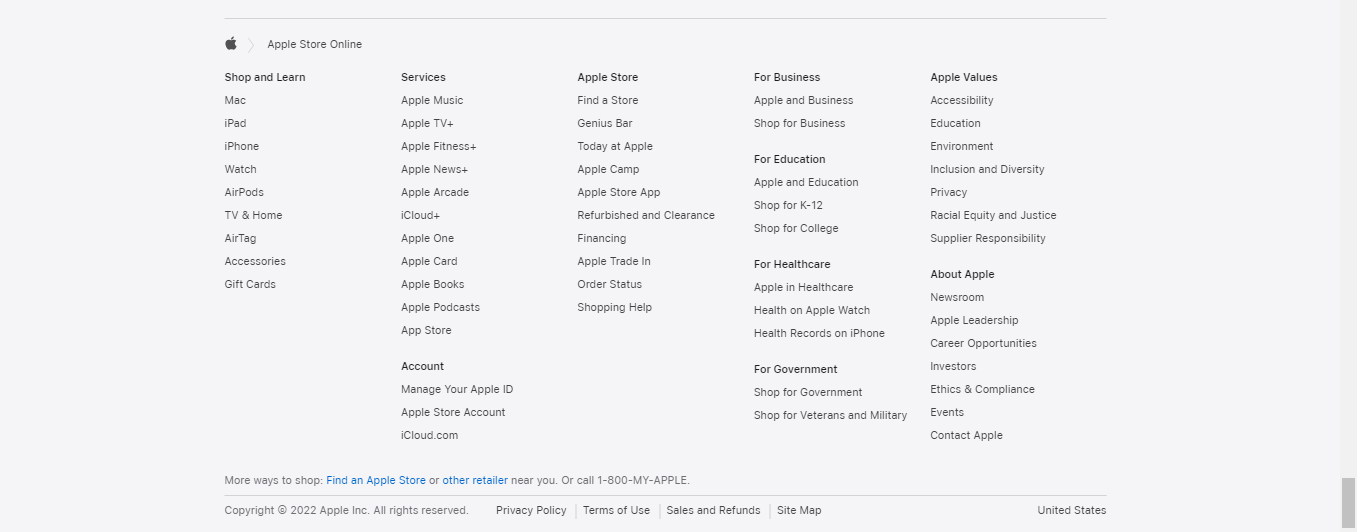 Apple Store Online
Shop and Learn
Mac
iPad
iPhone
Watch
AirPods
TV & Home
AirTag
Accessories
Gift Cards
Services
Apple Music
Apple TV+
Apple Fitness+
Apple News+
Apple Arcade
iCloud+
Apple One
Apple Card
Apple Books
Apple Podcasts
App Store
Account
Manage Your Apple ID
Apple Store Account
iCloud.com
Apple Store
Find a Store
Genius Bar
Today at Apple
Apple Camp
Apple Store App
Refurbished and Clearance
Financing
Apple Trade In
Order Status
Shopping Help
For Business
Apple and Business
Shop for Business
For Education
Apple and Education
Shop for K-12
Shop for College
For Healthcare
Apple in Healthcare
Health on Apple Watch
Health Records on iPhone
For Government
Shop for Government
Shop for Veterans and Military
Apple Values
Accessibility
Education
Environment
Inclusion and Diversity
Privacy
Racial Equity and Justice
Supplier Responsibility
About Apple
Newsroom
Apple Leadership
Career Opportunities
Investors
Ethics & Compliance
Events
Contact Apple
More ways to shop: Find an Apple Store or other retailer near you. Or call 1-800-MY-APPLE.
Copyright © 2022 Apple Inc. All rights reserved. Privacy Policy Terms of Use Sales and Refunds Site Map United States